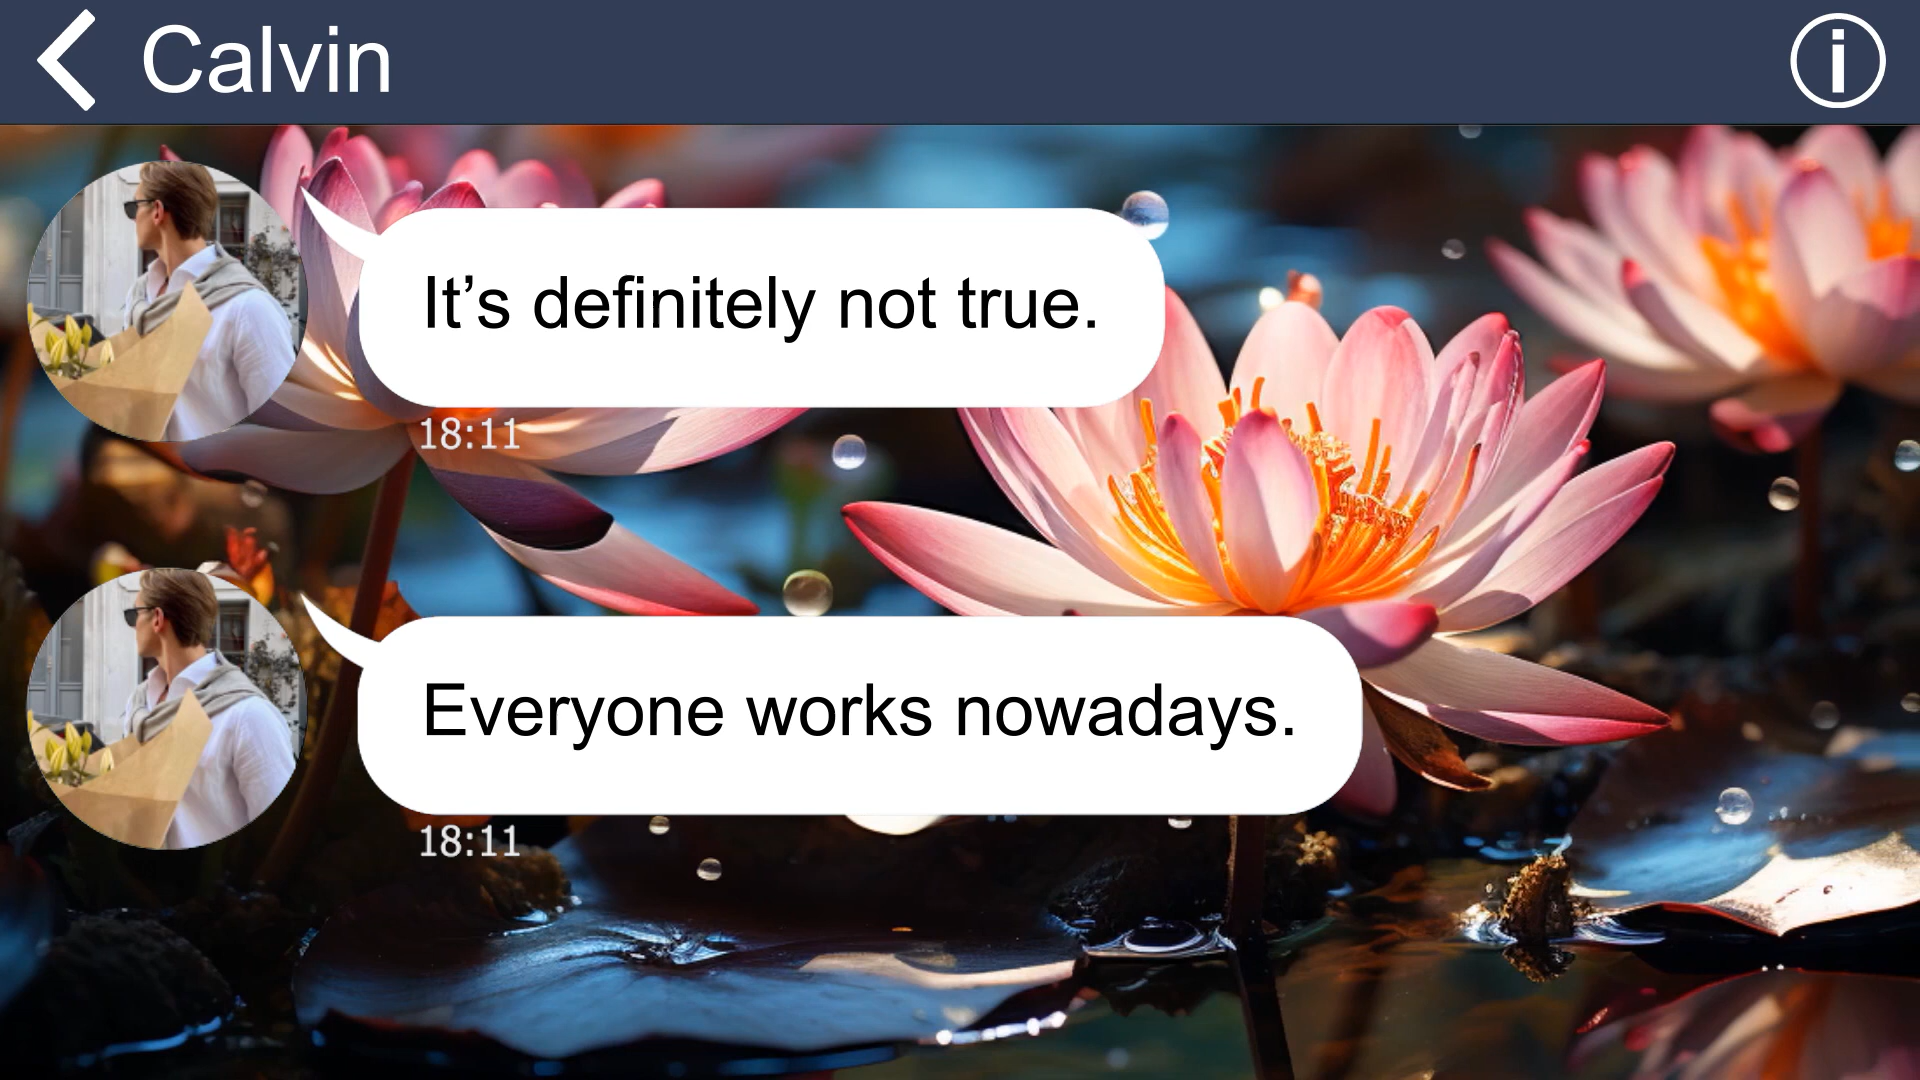 Calvin
It’s definitely not true.
18:11
Everyone works nowadays.
18:11